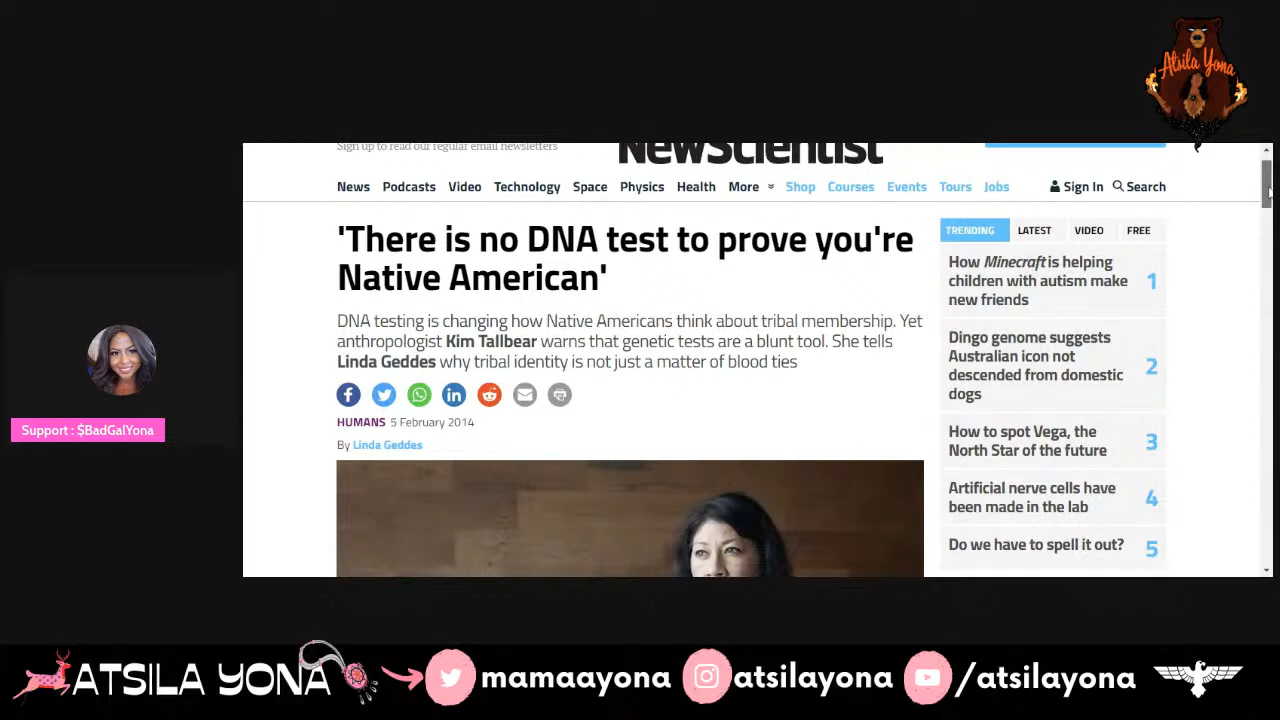 Atsila Yona
Sign up to read our regular email newsletters
NewScientist
News Podcasts Video Technology Space Physics Health More Shop Courses Events Tours Jobs Sign In Search
'There is no DNA test to prove you're
Native American'
DNA testing is changing how Native Americans think about tribal membership. Yet
anthropologist Kim Tallbear warns that genetic tests are a blunt tool. She tells
Linda Geddes why tribal identity is not just a matter of blood ties
HUMANS 5 February 2014
By Linda Geddes
TRENDING LATEST VIDEO FREE
How Minecraft is helping
children with autism make
new friends
1
Dingo genome suggests
Australian icon not
descended from domestic
dogs
2
How to spot Vega, the
North Star of the future
3
Artificial nerve cells have
been made in the lab
4
Do we have to spell it out?
5
Support : $BadGalYona
ATSILA YONA mamaayona atsilayona /atsilayona